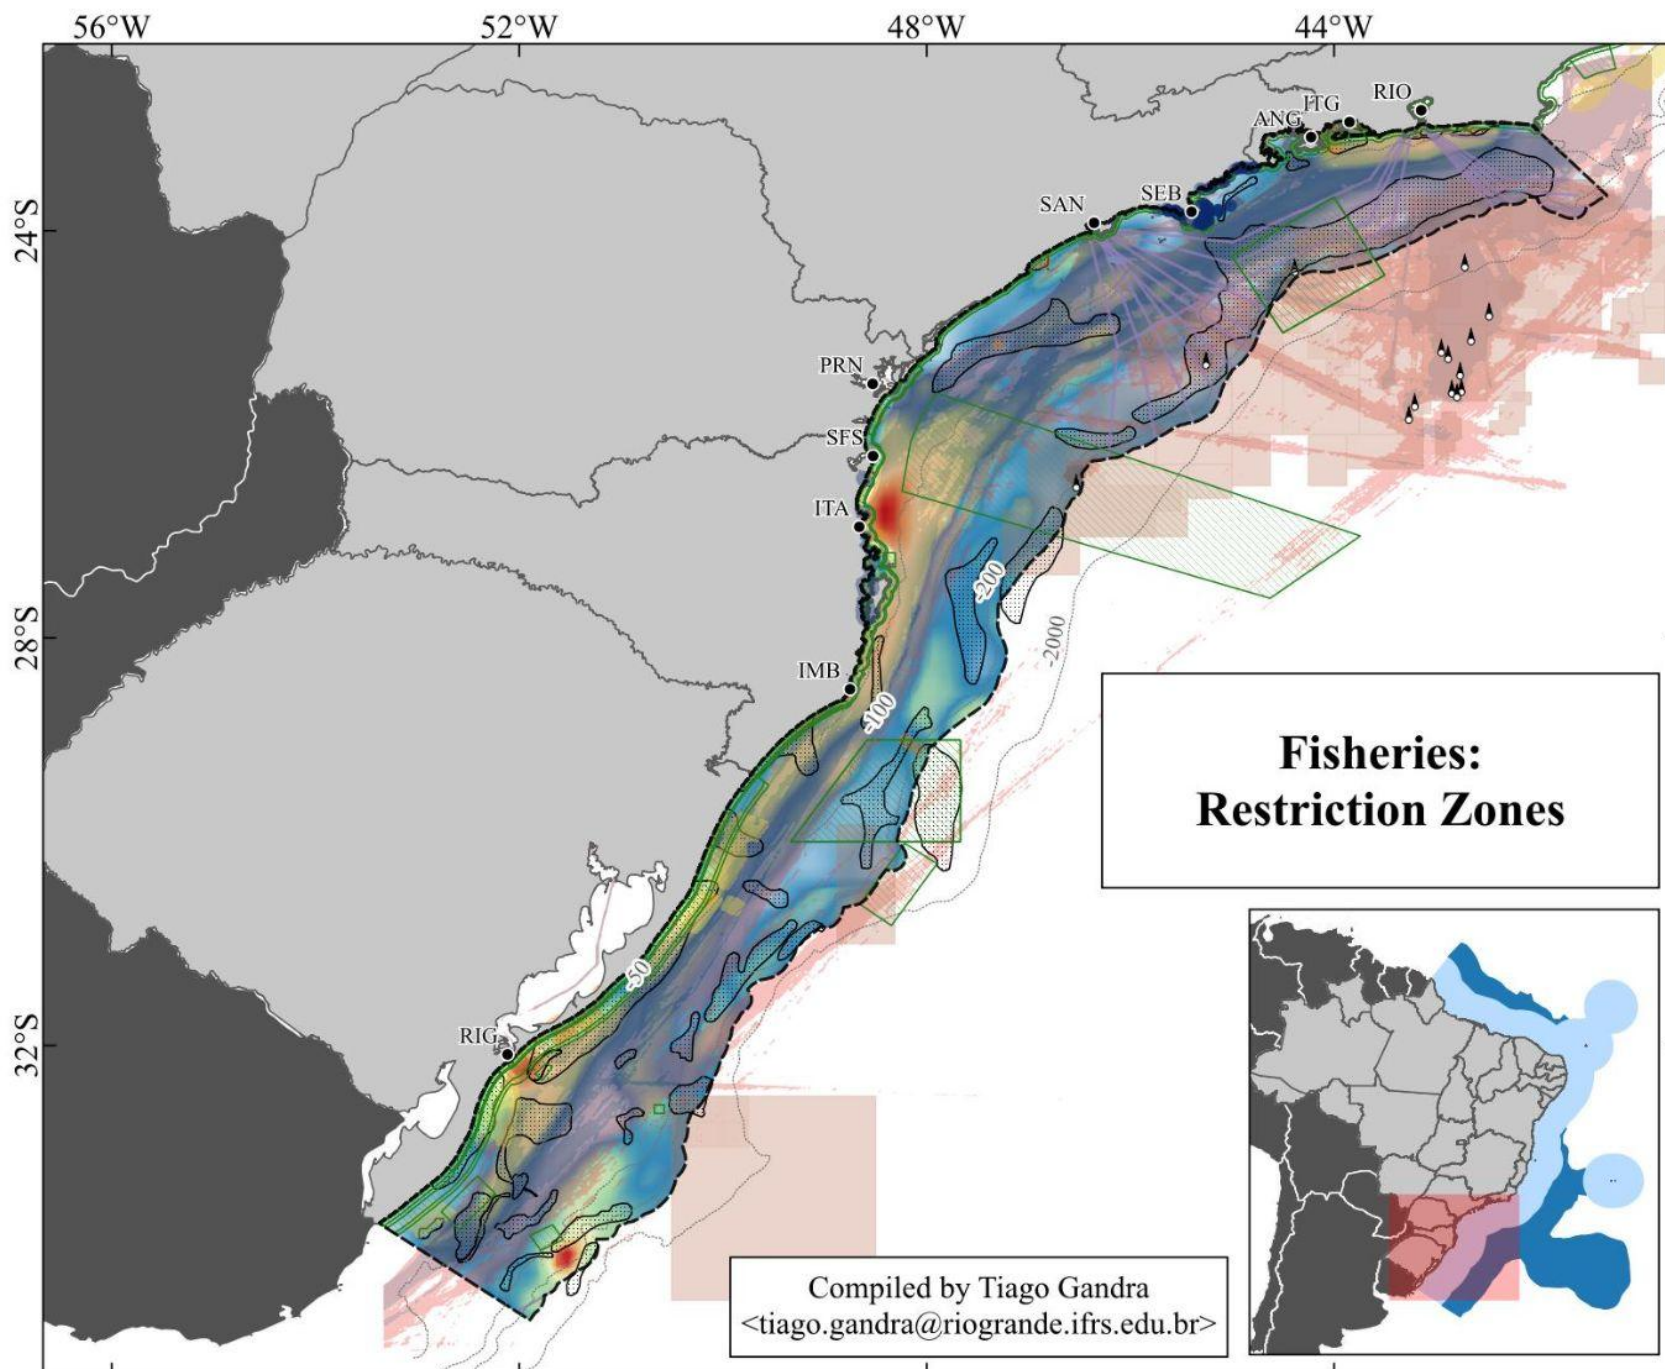 56°W
52°W
48°W
44°W
24°S
28°S
32°S
RIO
ITG
ANG
SEB
SAN
PRN
SFS
ITA
IMB
RIG
-200
-2000
-100
-50
Fisheries:
Restriction Zones
Compiled by Tiago Gandra
<tiago.gandra@riogrande.ifrs.edu.br>